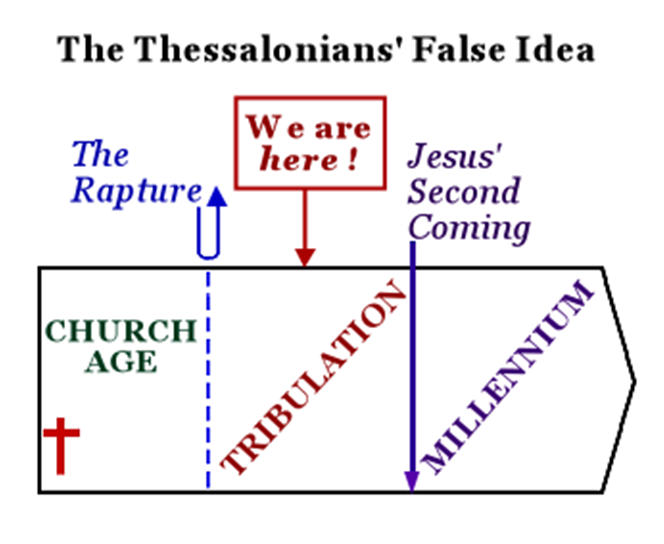 The Thessalonians' False Idea
We are
here !
The
Rapture
Jesus'
Second
Coming
CHURCH
AGE
TRIBULATION
MILLENNIUM